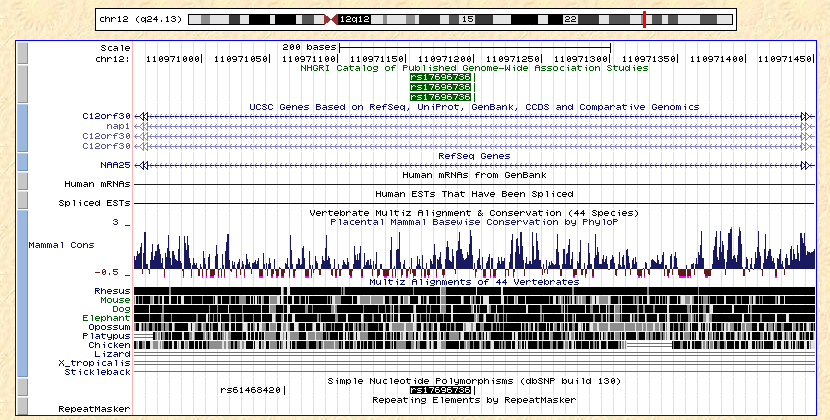 chr12 (q24.13) 12q12 15 22
Scale 200 bases
chr12: 110971000 110971050 110971100 110971150 110971200 110971250 110971300 110971350 110971400 110971450
NHGRI Catalog of Published Genome-Wide Association Studies
rs17696736
rs17696736
rs17696736
UCSC Genes Based on RefSeq, UniProt, GenBank, CCDS and Comparative Genomics
C12orf30
nap1
C12orf30
C12orf30
RefSeq Genes
NAA25
Human mRNAs from GenBank
Human mRNAs
Human ESTs That Have Been Spliced
Spliced ESTs
Vertebrate Multiz Alignment & Conservation (44 Species)
Placental Mammal Basewise Conservation by PhyloP
3 _
Mammal Cons
-0.5 _
Multiz Alignments of 44 Vertebrates
Rhesus
Mouse
Dog
Elephant
Opossum
Platypus
Chicken
Lizard
X_tropicalis
Stickleback
Simple Nucleotide Polymorphisms (dbSNP build 130)
rs61468420 rs17696736
Repeating Elements by RepeatMasker
RepeatMasker